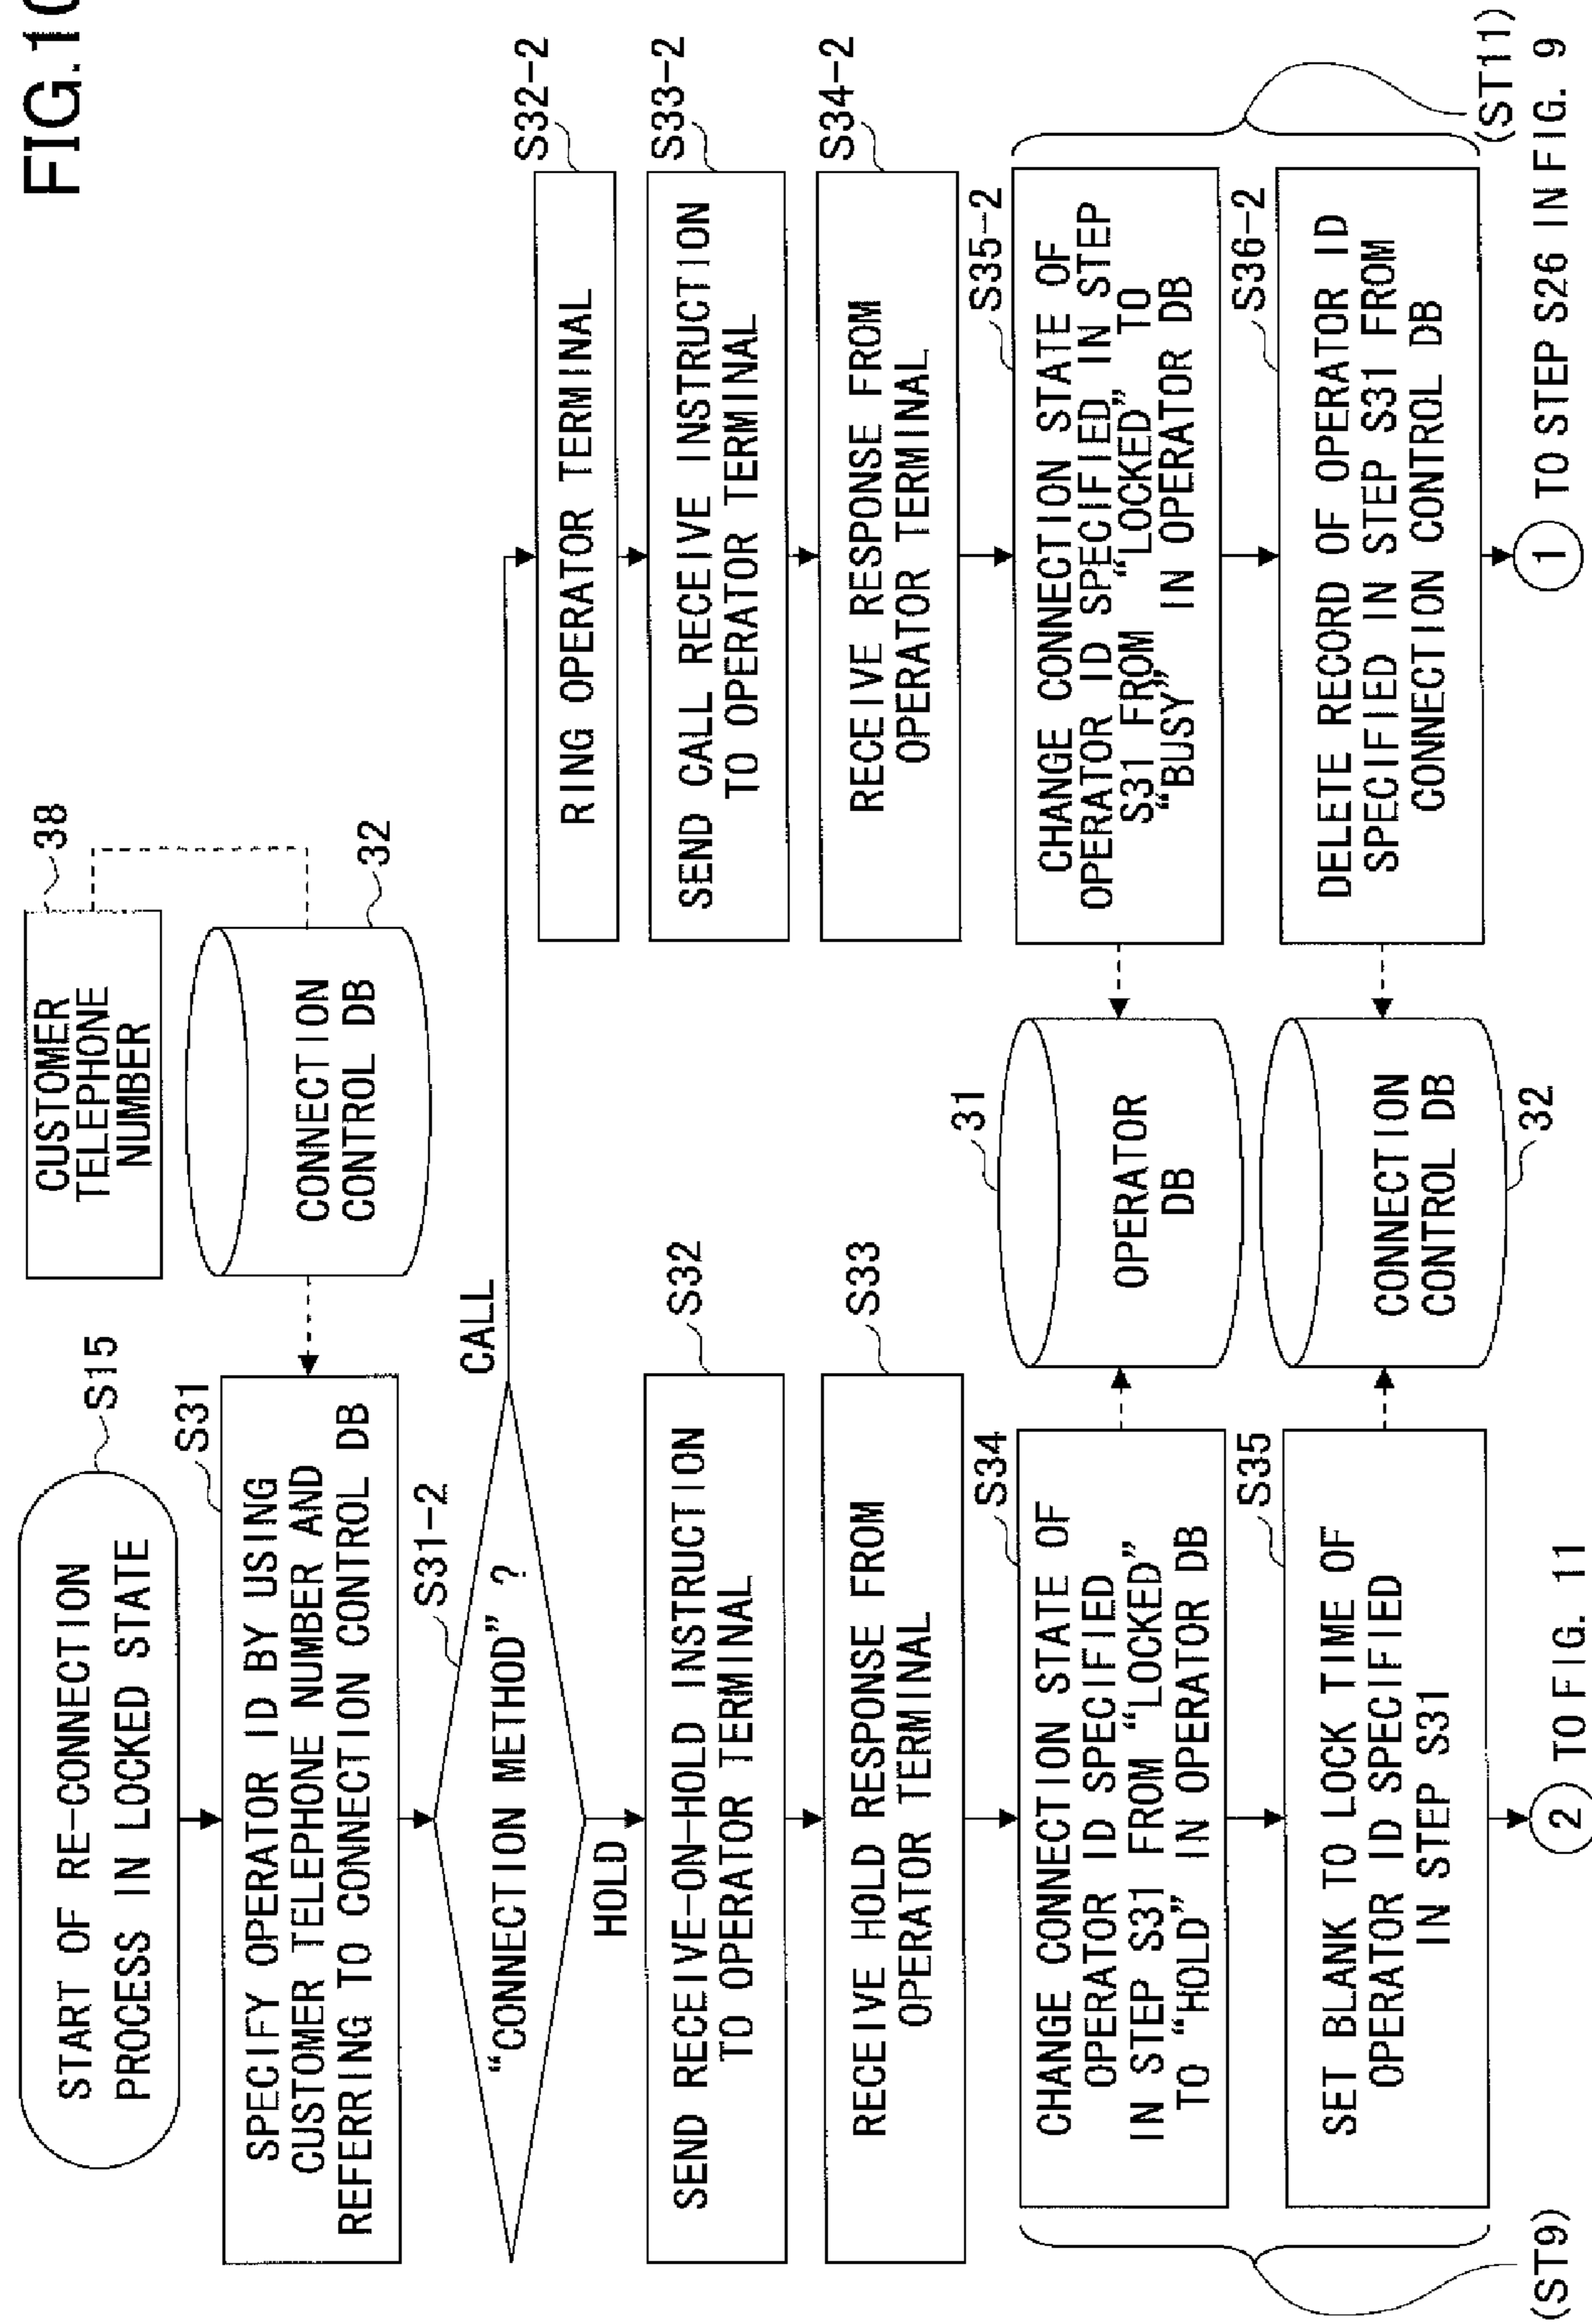 FIG.10
START OF RE-CONNECTION
PROCESS IN LOCKED STATE
S15
CUSTOMER
TELEPHONE
NUMBER
38
CONNECTION
CONTROL DB
32
S31
SPECIFY OPERATOR ID BY USING
CUSTOMER TELEPHONE NUMBER AND
REFERRING TO CONNECTION CONTROL DB
S31-2
"CONNECTION METHOD" ?
CALL
HOLD
S32
SEND RECEIVE-ON-HOLD INSTRUCTION
TO OPERATOR TERMINAL
S33
RECEIVE HOLD RESPONSE FROM
OPERATOR TERMINAL
S34
CHANGE CONNECTION STATE OF
OPERATOR ID SPECIFIED
IN STEP S31 FROM "LOCKED"
TO "HOLD" IN OPERATOR DB
S35
SET BLANK TO LOCK TIME OF
OPERATOR ID SPECIFIED
IN STEP S31
(ST9)
2 TO FIG. 11
31
OPERATOR
DB
CONNECTION
CONTROL DB
32
S32-2
RING OPERATOR TERMINAL
S33-2
SEND CALL RECEIVE INSTRUCTION
TO OPERATOR TERMINAL
S34-2
RECEIVE RESPONSE FROM
OPERATOR TERMINAL
S35-2
CHANGE CONNECTION STATE OF
OPERATOR ID SPECIFIED IN STEP
S31 FROM "LOCKED" TO
"BUSY" IN OPERATOR DB
S36-2
DELETE RECORD OF OPERATOR ID
SPECIFIED IN STEP S31 FROM
CONNECTION CONTROL DB
(ST11)
1 TO STEP S26 IN FIG. 9